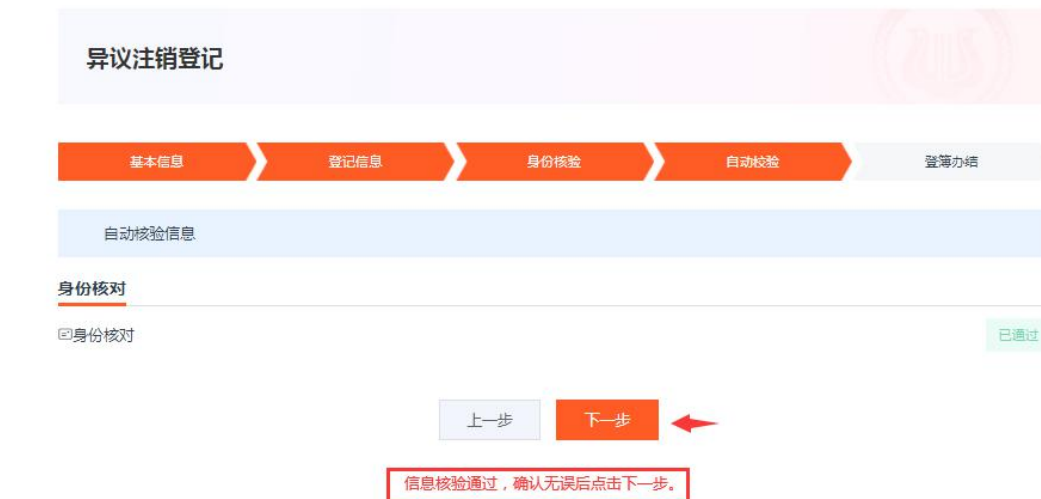 异议注销登记
基本信息 登记信息 身份核验 自动校验 登簿办结
自动核验信息
身份核对
身份核对 已通过
上一步 下一步
信息核验通过，确认无误后点击下一步。